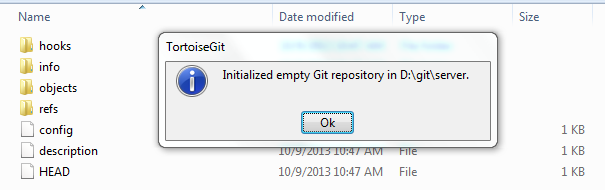 Name Date modified Type Size
hooks
info
objects
refs
config 1 KB
description 10/9/2013 10:47 AM File 1 KB
HEAD 10/9/2013 10:47 AM File 1 KB
TortoiseGit
Initialized empty Git repository in D:\git\server.
Ok